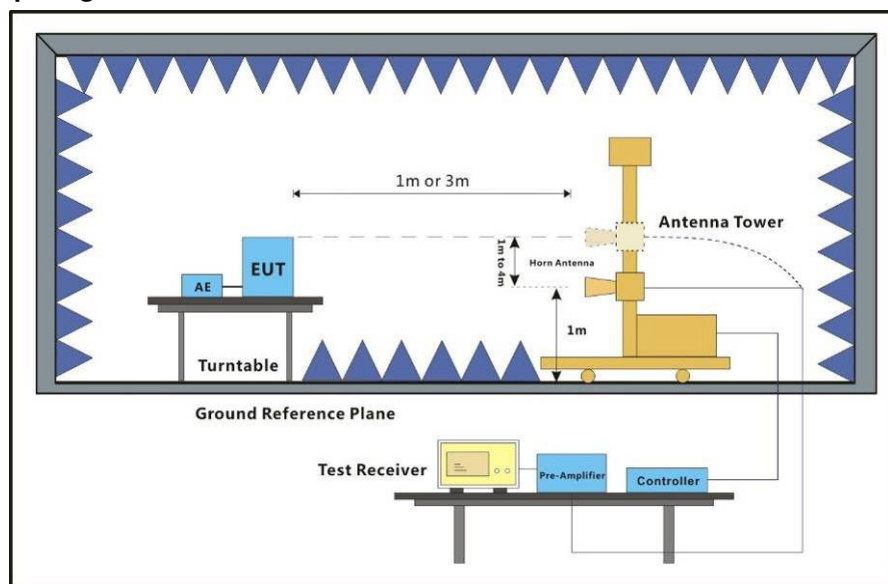 1m or 3m
Antenna Tower
1m to 4m
Horn Antenna
EUT
AE
1m
Turntable
Ground Reference Plane
Test Receiver
Pre-Amplifier
Controller